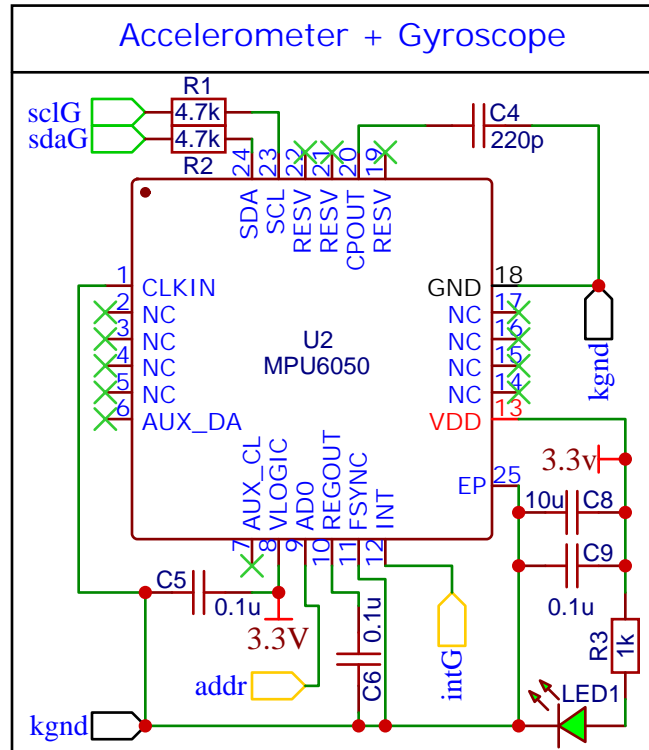 Accelerometer + Gyroscope
R1
sclG
4.7k
sdaG
4.7k
R2
C4
220p
24
23
22
21
20
19
SDA
SCL
RESV
RESV
CPOUT
RESV
1
CLKIN
2
NC
3
NC
4
NC
5
NC
6
AUX_DA
U2
MPU6050
GND
18
NC
17
NC
16
NC
15
NC
14
VDD
13
EP
25
kgnd
3.3v
AUX_CL
VLOGIC
AD0
REGOUT
FSYNC
INT
7
8
9
10
11
12
10u
C8
C9
0.1u
C5
0.1u
3.3V
0.1u
C6
addr
intG
R3
1k
LED1
kgnd